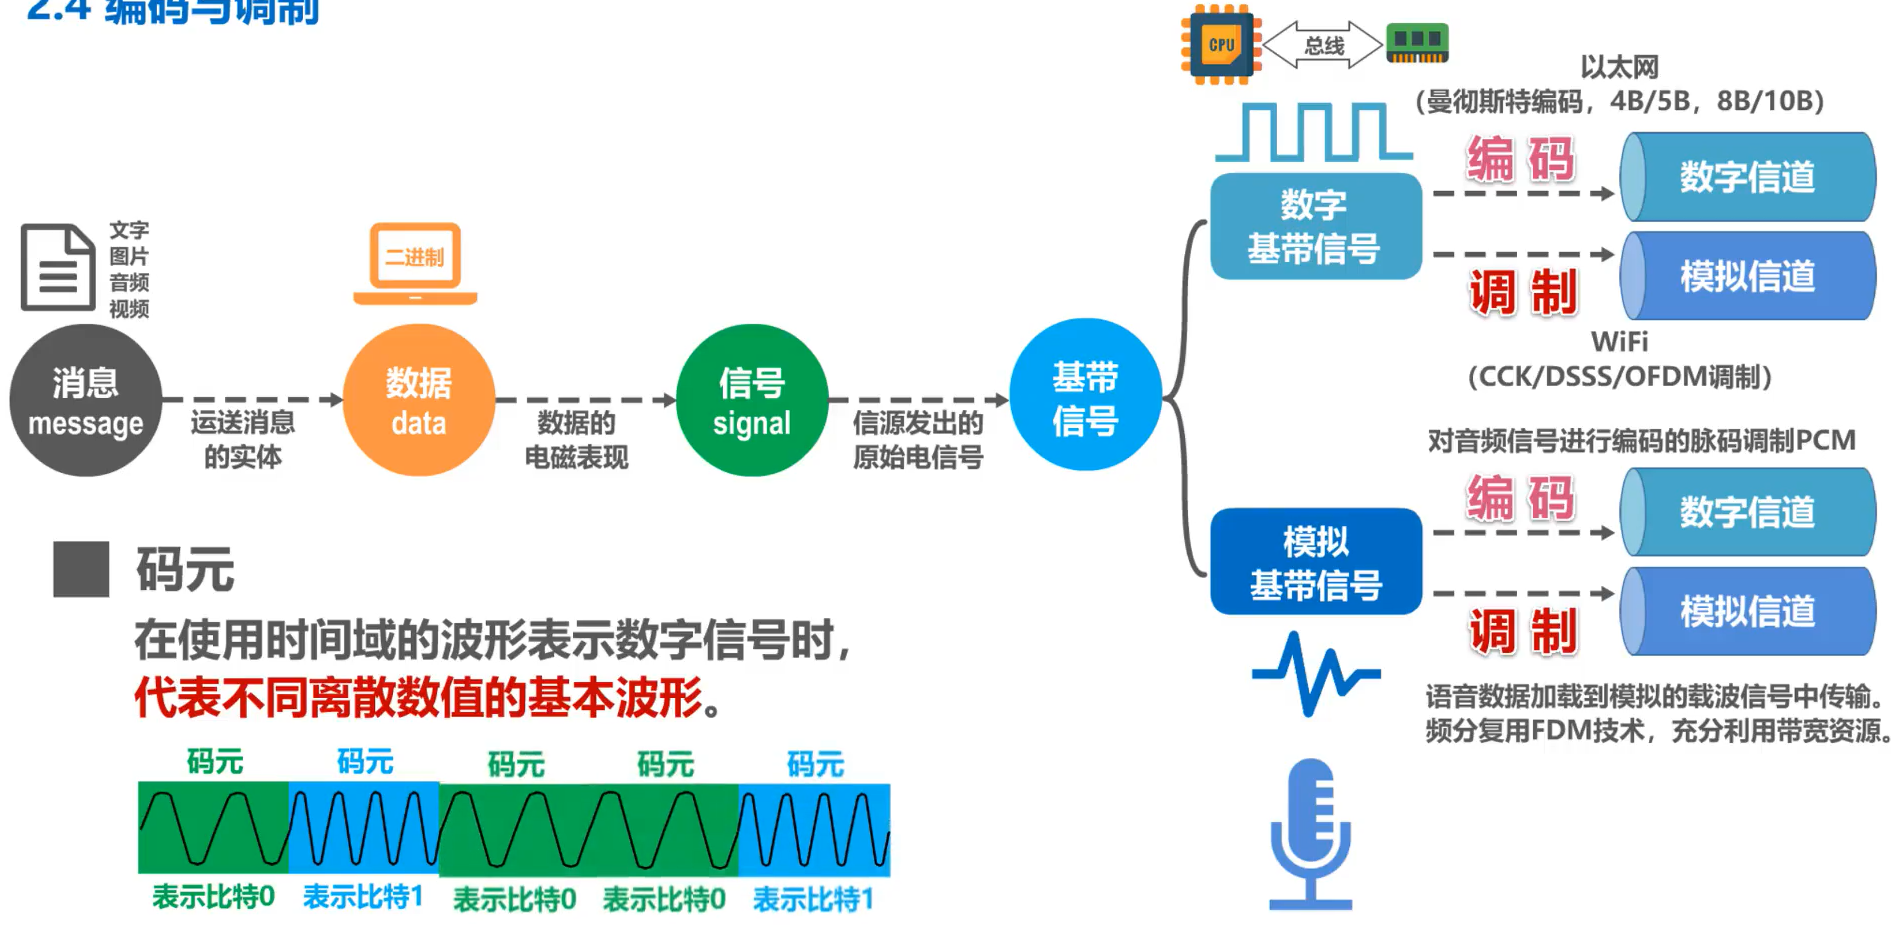 2.4 编码与调制
CPU
总线
以太网
（曼彻斯特编码，4B/5B，8B/10B）
编 码
数字信道
数字
基带信号
模拟信道
调 制
WiFi
（CCK/DSSS/OFDM调制）
文字
图片
音频
视频
二进制
消息
message
运送消息
的实体
数据
data
数据的
电磁表现
信号
signal
信源发出的
原始电信号
基带
信号
对音频信号进行编码的脉码调制PCM
编 码
数字信道
模拟
基带信号
模拟信道
调 制
语音数据加载到模拟的载波信号中传输。
频分复用FDM技术，充分利用带宽资源。
码元
在使用时间域的波形表示数字信号时，
代表不同离散数值的基本波形。
码元 码元 码元 码元 码元
表示比特0 表示比特1 表示比特0 表示比特0 表示比特1